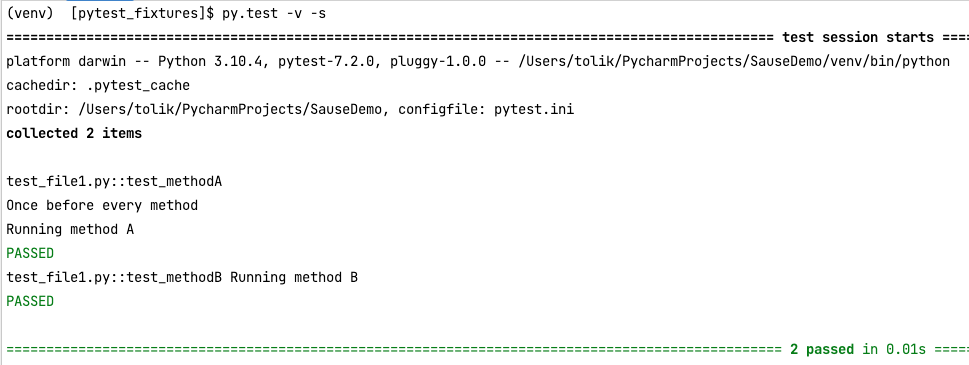 (venv)  [pytest_fixtures]$ py.test -v -s
================================================================================================ test session starts ====
platform darwin -- Python 3.10.4, pytest-7.2.0, pluggy-1.0.0 -- /Users/tolik/PycharmProjects/SauseDemo/venv/bin/python
cachedir: .pytest_cache
rootdir: /Users/tolik/PycharmProjects/SauseDemo, configfile: pytest.ini
collected 2 items
test_file1.py::test_methodA
Once before every method
Running method A
PASSED
test_file1.py::test_methodB Running method B
PASSED
================================================================================================= 2 passed in 0.01s =====